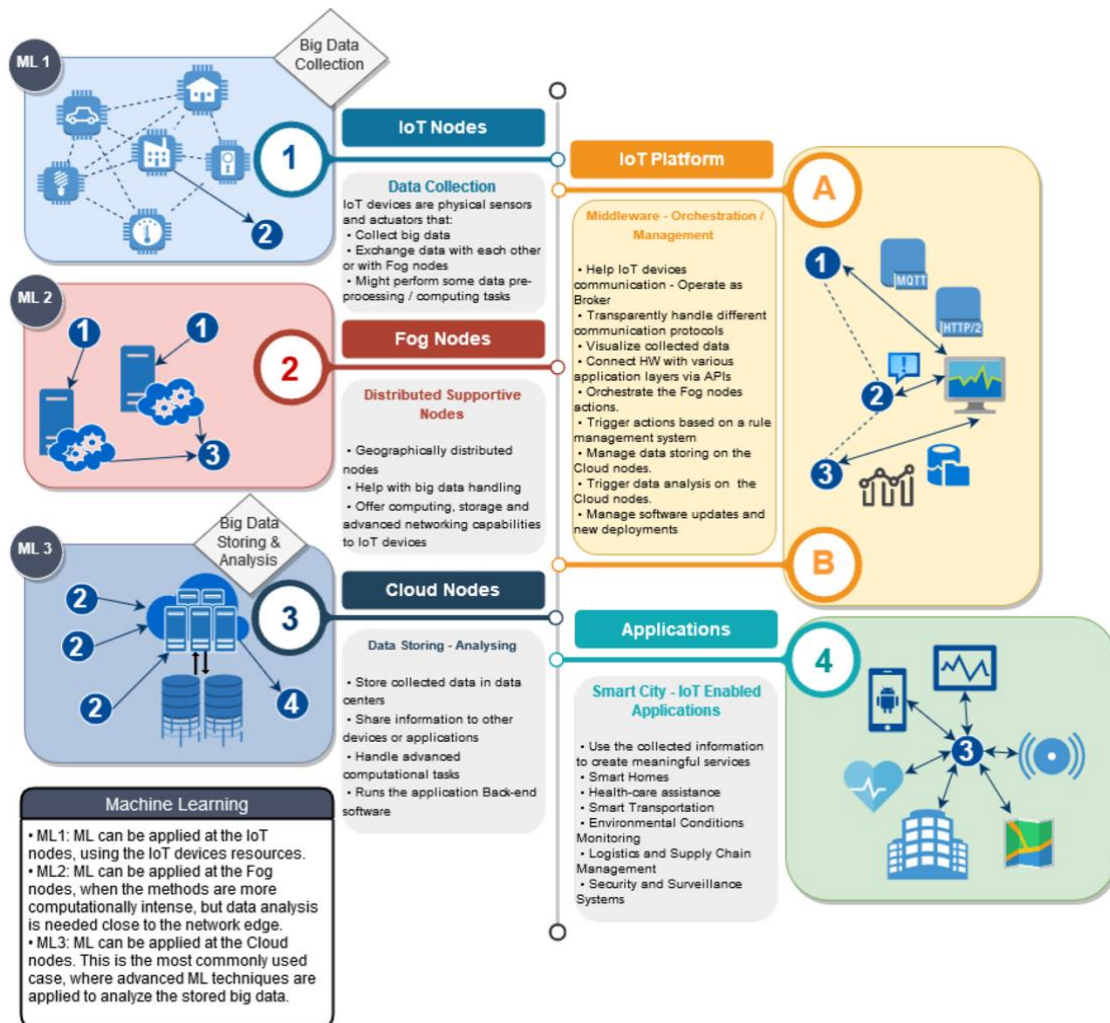 ML 1
Big Data
Collection
1
2
IoT Nodes
Data Collection
IoT devices are physical sensors
and actuators that:
• Collect big data
• Exchange data with each other
or with Fog nodes
• Might perform some data pre-
processing / computing tasks
ML 2
1
1
3
2
Fog Nodes
Distributed Supportive
Nodes
• Geographically distributed
nodes
• Help with big data handling
• Offer computing, storage and
advanced networking capabilities
to IoT devices
ML 3
Big Data
Storing &
Analysis
2
2
2
4
3
Cloud Nodes
Data Storing - Analysing
• Store collected data in data
centers
• Share information to other
devices or applications
• Handle advanced
computational tasks
• Runs the application Back-end
software
IoT Platform
A
Middleware - Orchestration /
Management
• Help IoT devices
communication - Operate as
Broker
• Transparently handle different
communication protocols
• Visualize collected data
• Connect HW with various
application layers via APIs
• Orchestrate the Fog nodes
actions.
• Trigger actions based on a rule
management system
• Manage data storing on the
Cloud nodes.
• Trigger data analysis on the
Cloud nodes.
• Manage software updates and
new deployments
1
MQTT
HTTP/2
2
3
B
Applications
4
Smart City - IoT Enabled
Applications
• Use the collected information
to create meaningful services
• Smart Homes
• Health-care assistance
• Smart Transportation
• Environmental Conditions
Monitoring
• Logistics and Supply Chain
Management
• Security and Surveillance
Systems
3
Machine Learning
• ML1: ML can be applied at the IoT
nodes, using the IoT devices resources.
• ML2: ML can be applied at the Fog
nodes, when the methods are more
computationally intense, but data analysis
is needed close to the network edge.
• ML3: ML can be applied at the Cloud
nodes. This is the most commonly used
case, where advanced ML techniques are
applied to analyze the stored big data.